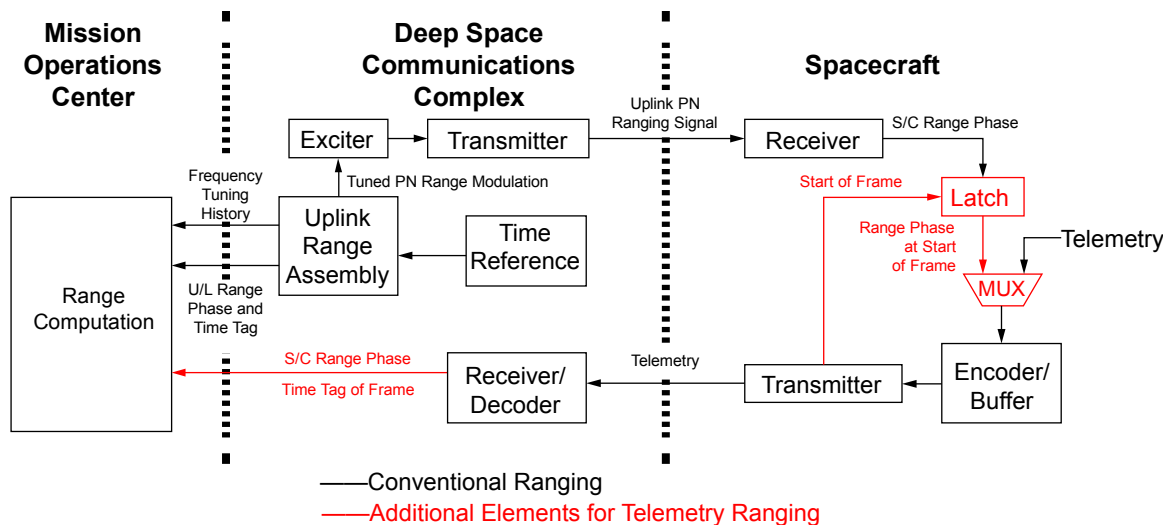 Mission
Operations
Center
Deep Space
Communications
Complex
Spacecraft
Uplink PN
Ranging Signal
S/C Range Phase
Exciter
Transmitter
Receiver
Frequency
Tuning
History
Tuned PN Range Modulation
Start of Frame
Latch
Uplink
Range
Assembly
Time
Reference
Range Phase
at Start
of Frame
Telemetry
MUX
Range
Computation
U/L Range
Phase and
Time Tag
S/C Range Phase
Time Tag of Frame
Receiver/
Decoder
Telemetry
Transmitter
Encoder/
Buffer
Conventional Ranging
Additional Elements for Telemetry Ranging